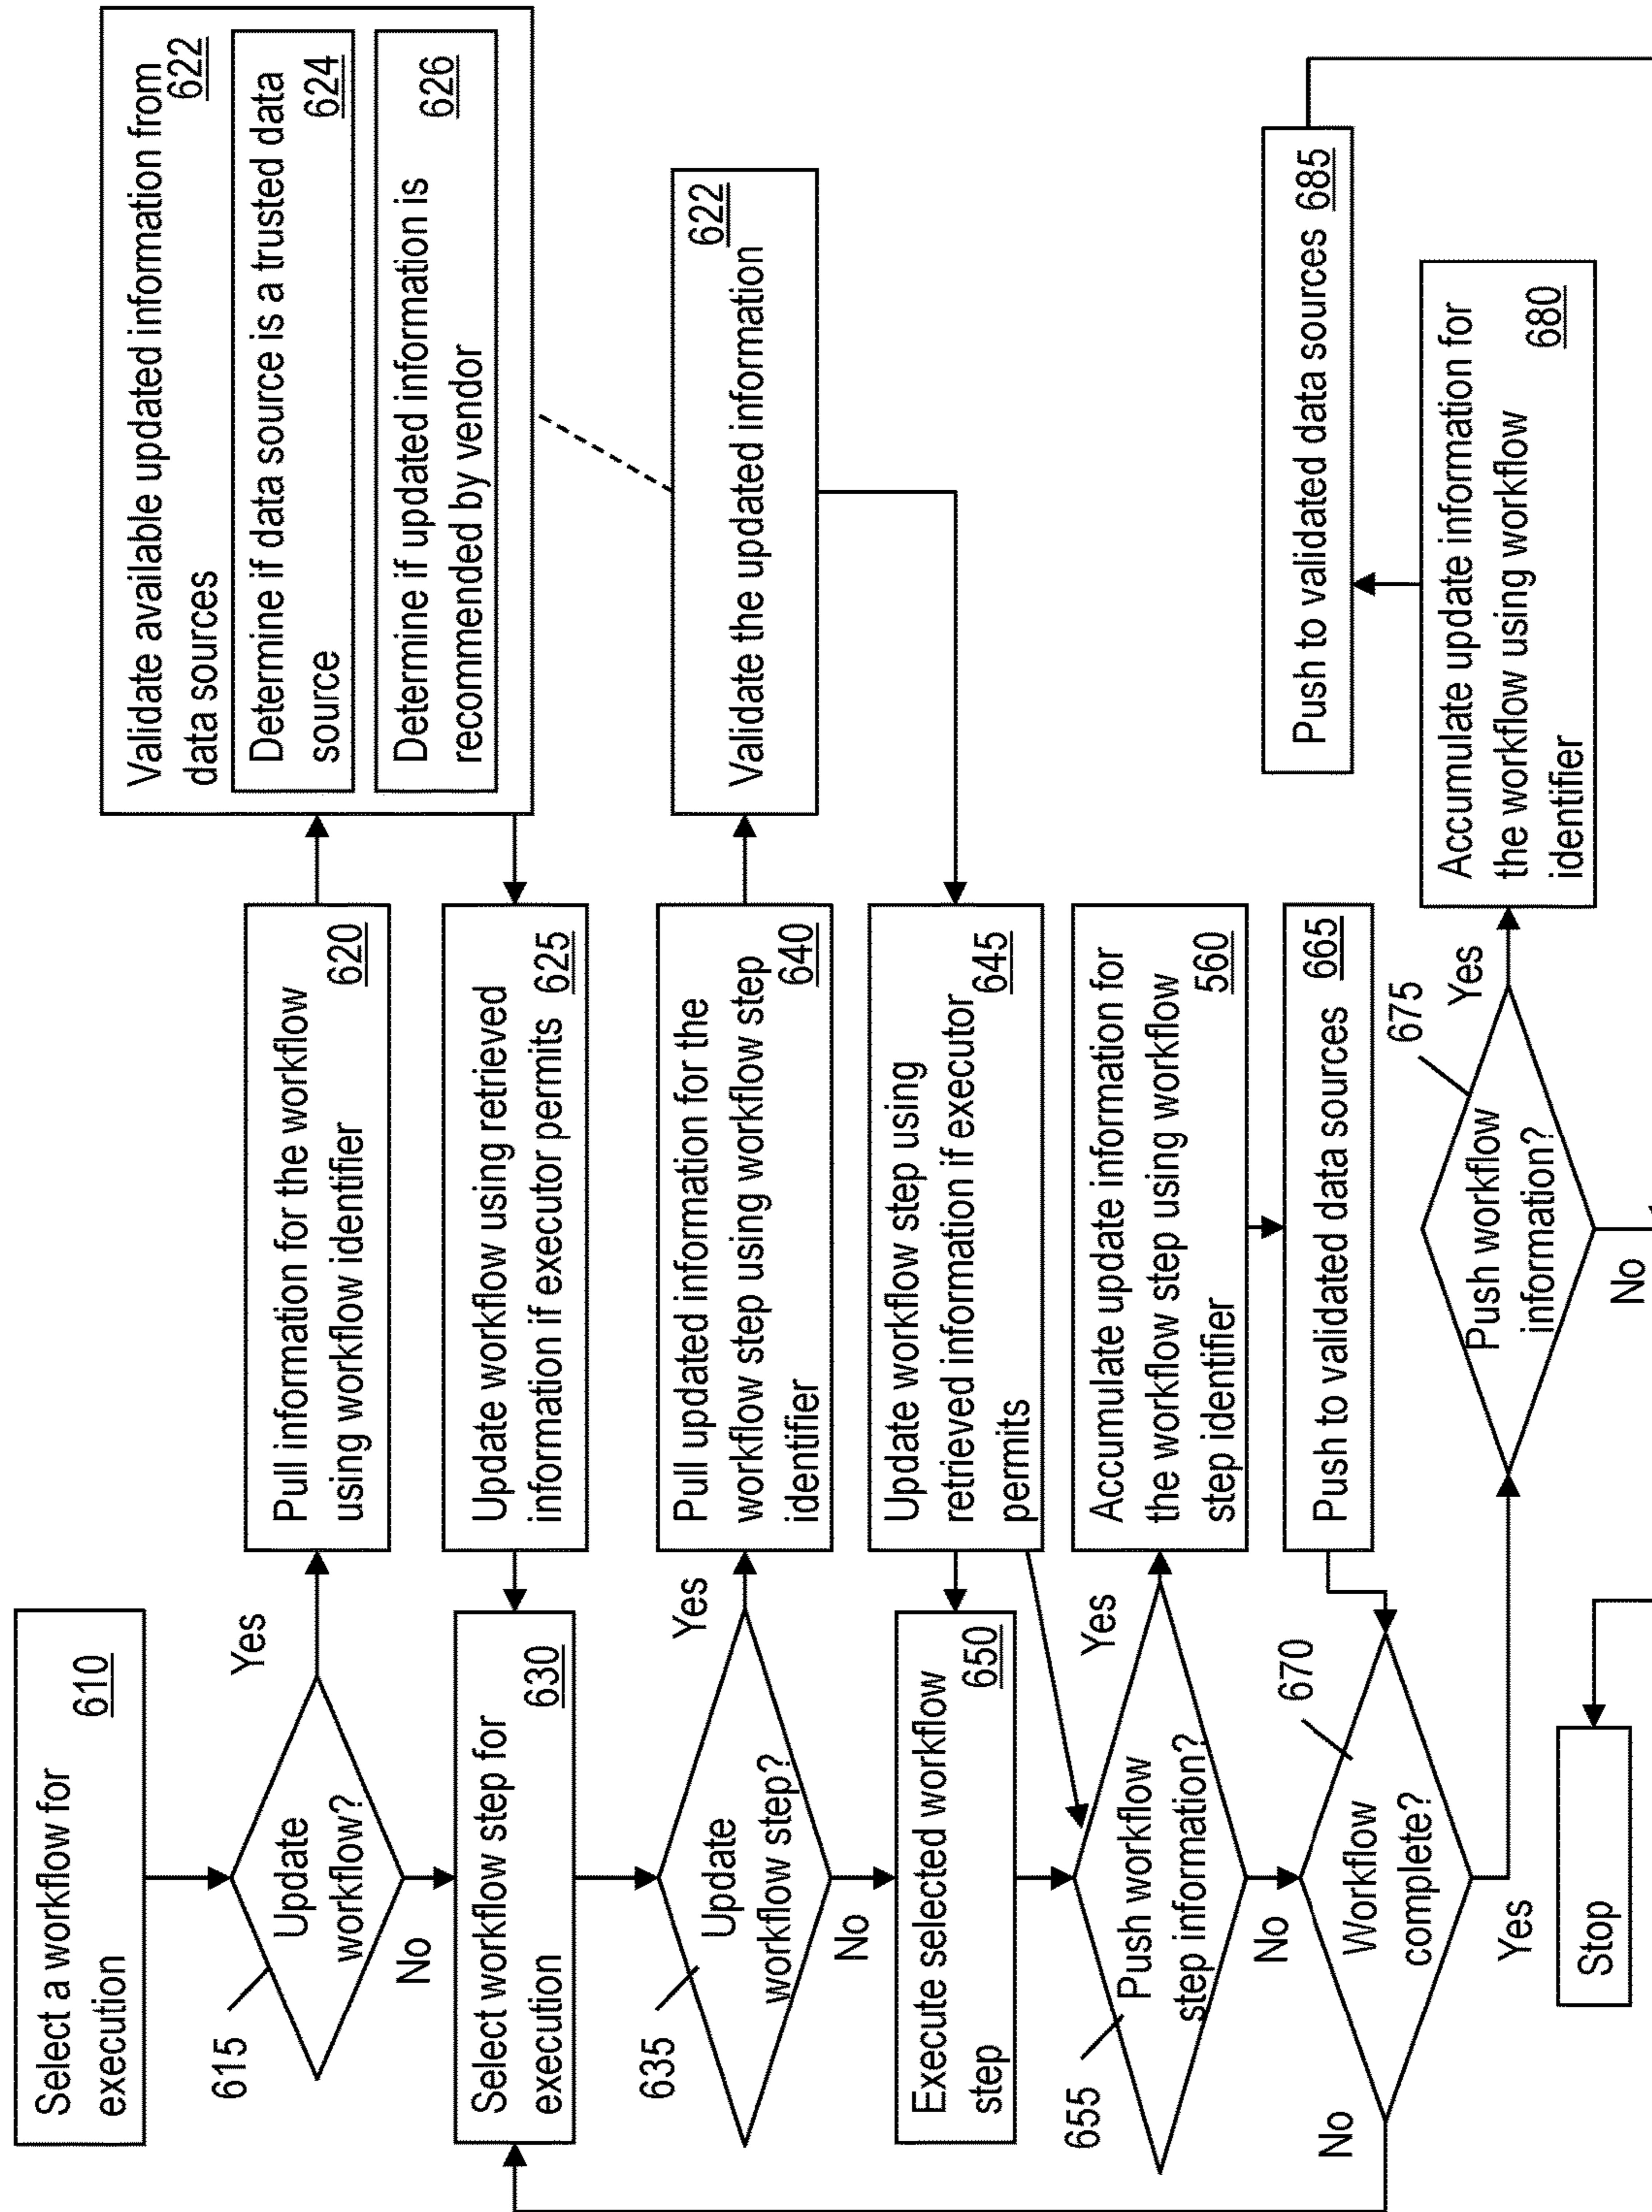 Select a workflow for
execution 610
615
Update
workflow?
Yes
No
Pull information for the workflow
using workflow identifier 620
Validate available updated information from
data sources 622
Determine if data source is a trusted data
source 624
Determine if updated information is
recommended by vendor 626
Update workflow using retrieved
information if executor permits 625
Select workflow step for
execution 630
635
Update
workflow step?
Yes
No
Pull updated information for the
workflow step using workflow step
identifier 640
622
Validate the updated information
Update workflow step using
retrieved information if executor
permits 645
Execute selected workflow
step 650
655
Push workflow
step information?
Yes
No
Accumulate update information for
the workflow step using workflow
step identifier 560
Push to validated data sources 665
670
Workflow
complete?
No
Yes
675
Push workflow
information?
Yes
No
Accumulate update information for
the workflow using workflow
identifier 680
Push to validated data sources 685
Stop